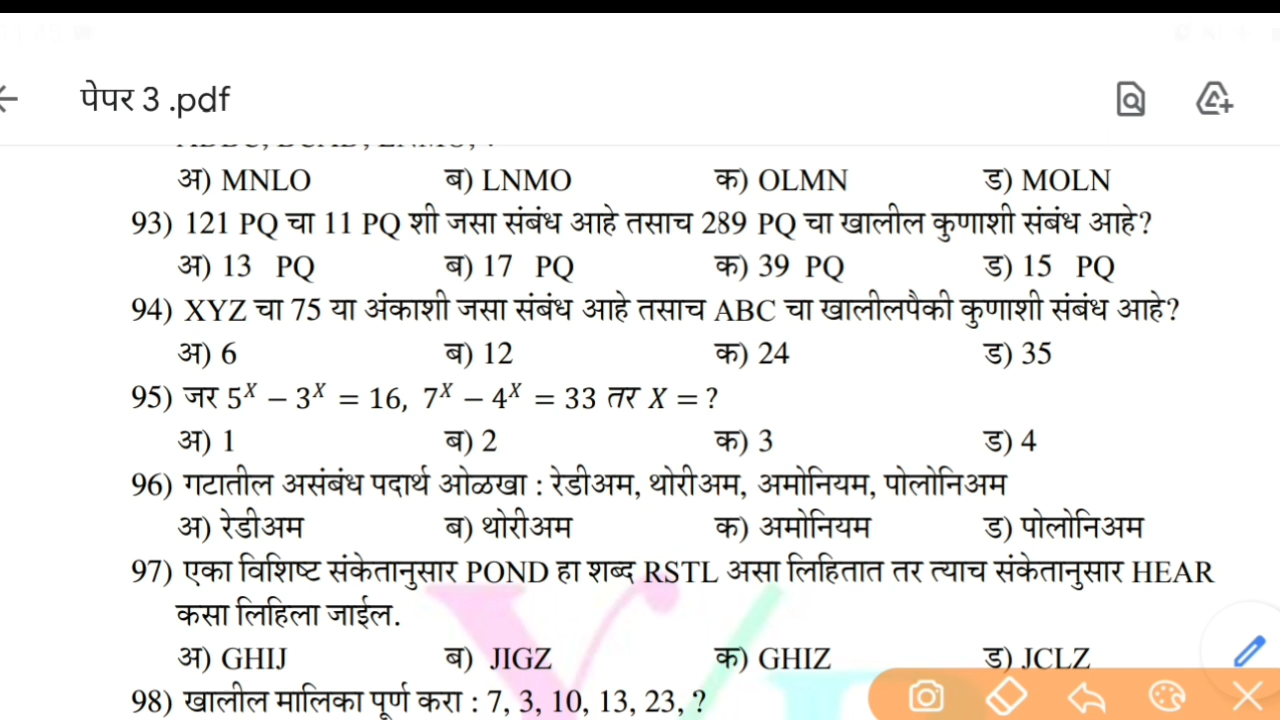 पेपर 3 .pdf
अ) MNLO ब) LNMO क) OLMN ड) MOLN
93) 121 PQ चा 11 PQ शी जसा संबंध आहे तसाच 289 PQ चा खालील कुणाशी संबंध आहे?
अ) 13 PQ ब) 17 PQ क) 39 PQ ड) 15 PQ
94) XYZ चा 75 या अंकाशी जसा संबंध आहे तसाच ABC चा खालीलपैकी कुणाशी संबंध आहे?
अ) 6 ब) 12 क) 24 ड) 35
95) जर 5ˣ − 3ˣ = 16, 7ˣ − 4ˣ = 33 तर X = ?
अ) 1 ब) 2 क) 3 ड) 4
96) गटातील असंबंध पदार्थ ओळखा : रेडीअम, थोरीअम, अमोनियम, पोलोनिअम
अ) रेडीअम ब) थोरीअम क) अमोनियम ड) पोलोनिअम
97) एका विशिष्ट संकेतानुसार POND हा शब्द RSTL असा लिहितात तर त्याच संकेतानुसार HEAR
कसा लिहिला जाईल.
अ) GHIJ ब) JIGZ क) GHIZ ड) JCLZ
98) खालील मालिका पूर्ण करा : 7, 3, 10, 13, 23, ?